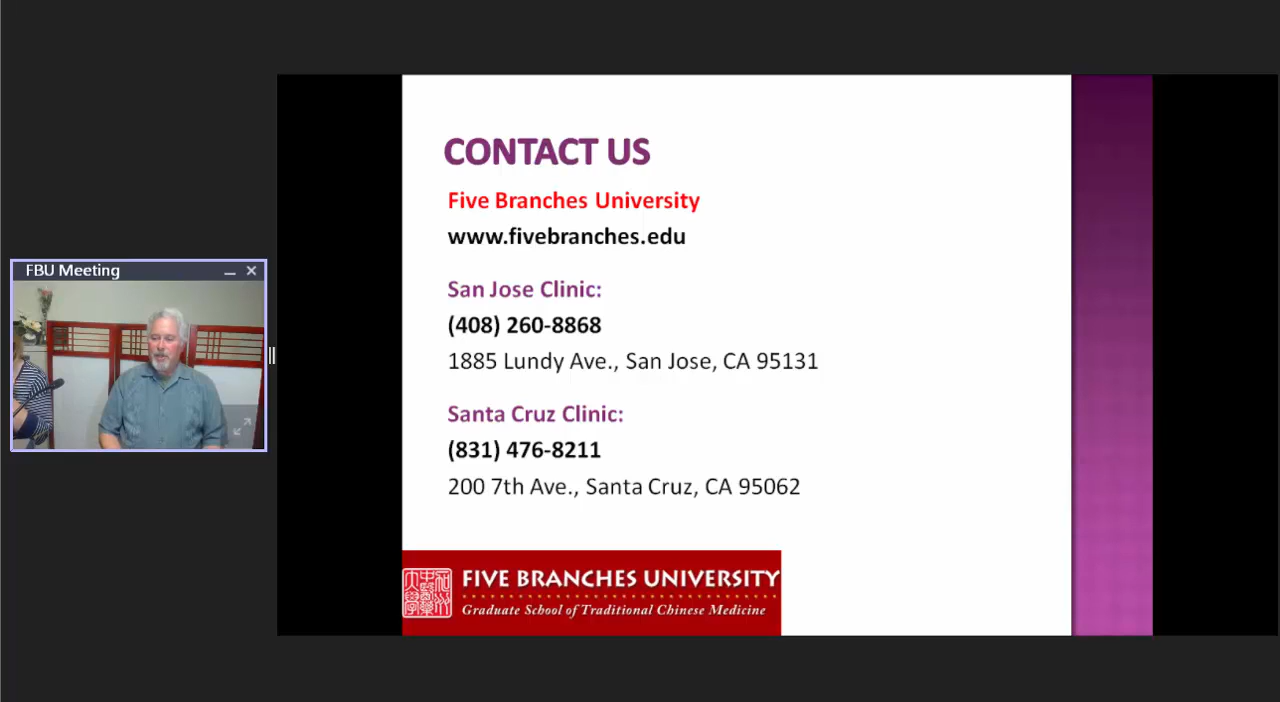 FBU Meeting
CONTACT US
Five Branches University
www.fivebranches.edu
San Jose Clinic:
(408) 260-8868
1885 Lundy Ave., San Jose, CA 95131
Santa Cruz Clinic:
(831) 476-8211
200 7th Ave., Santa Cruz, CA 95062
FIVE BRANCHES UNIVERSITY
Graduate School of Traditional Chinese Medicine